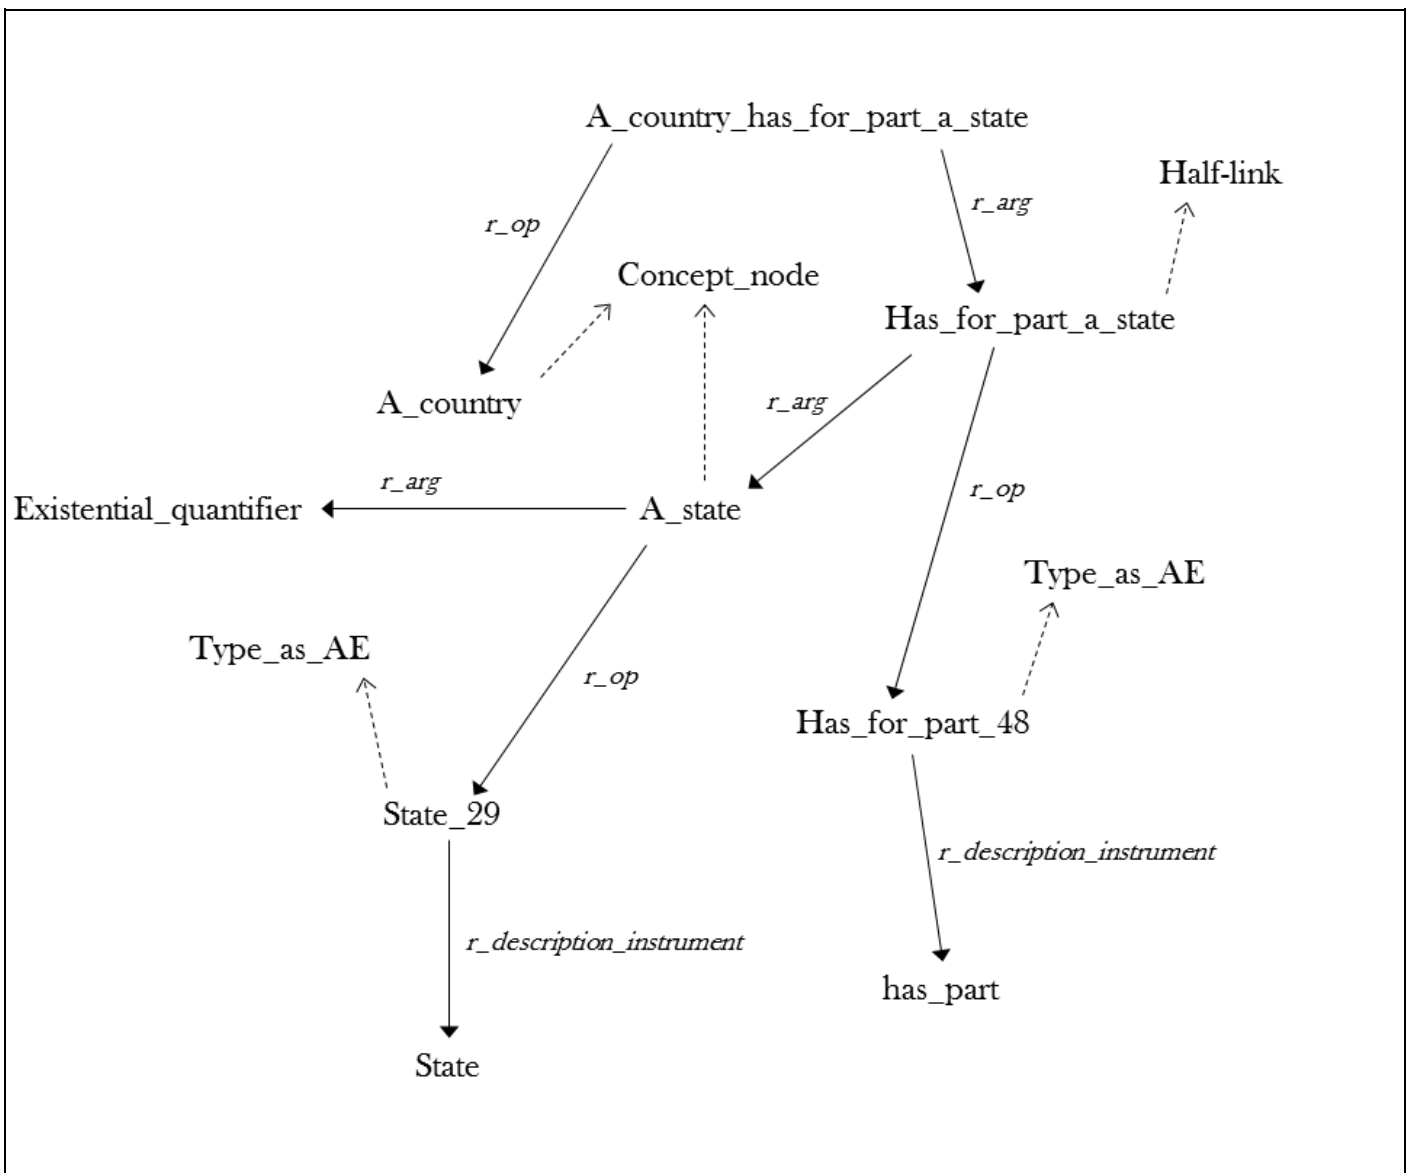 A_country_has_for_part_a_state
Half-link
r_arg
r_op
Concept_node
Has_for_part_a_state
A_country
r_arg
r_arg
Existential_quantifier
A_state
r_op
Type_as_AE
Type_as_AE
r_op
Has_for_part_48
State_29
r_description_instrument
r_description_instrument
has_part
State